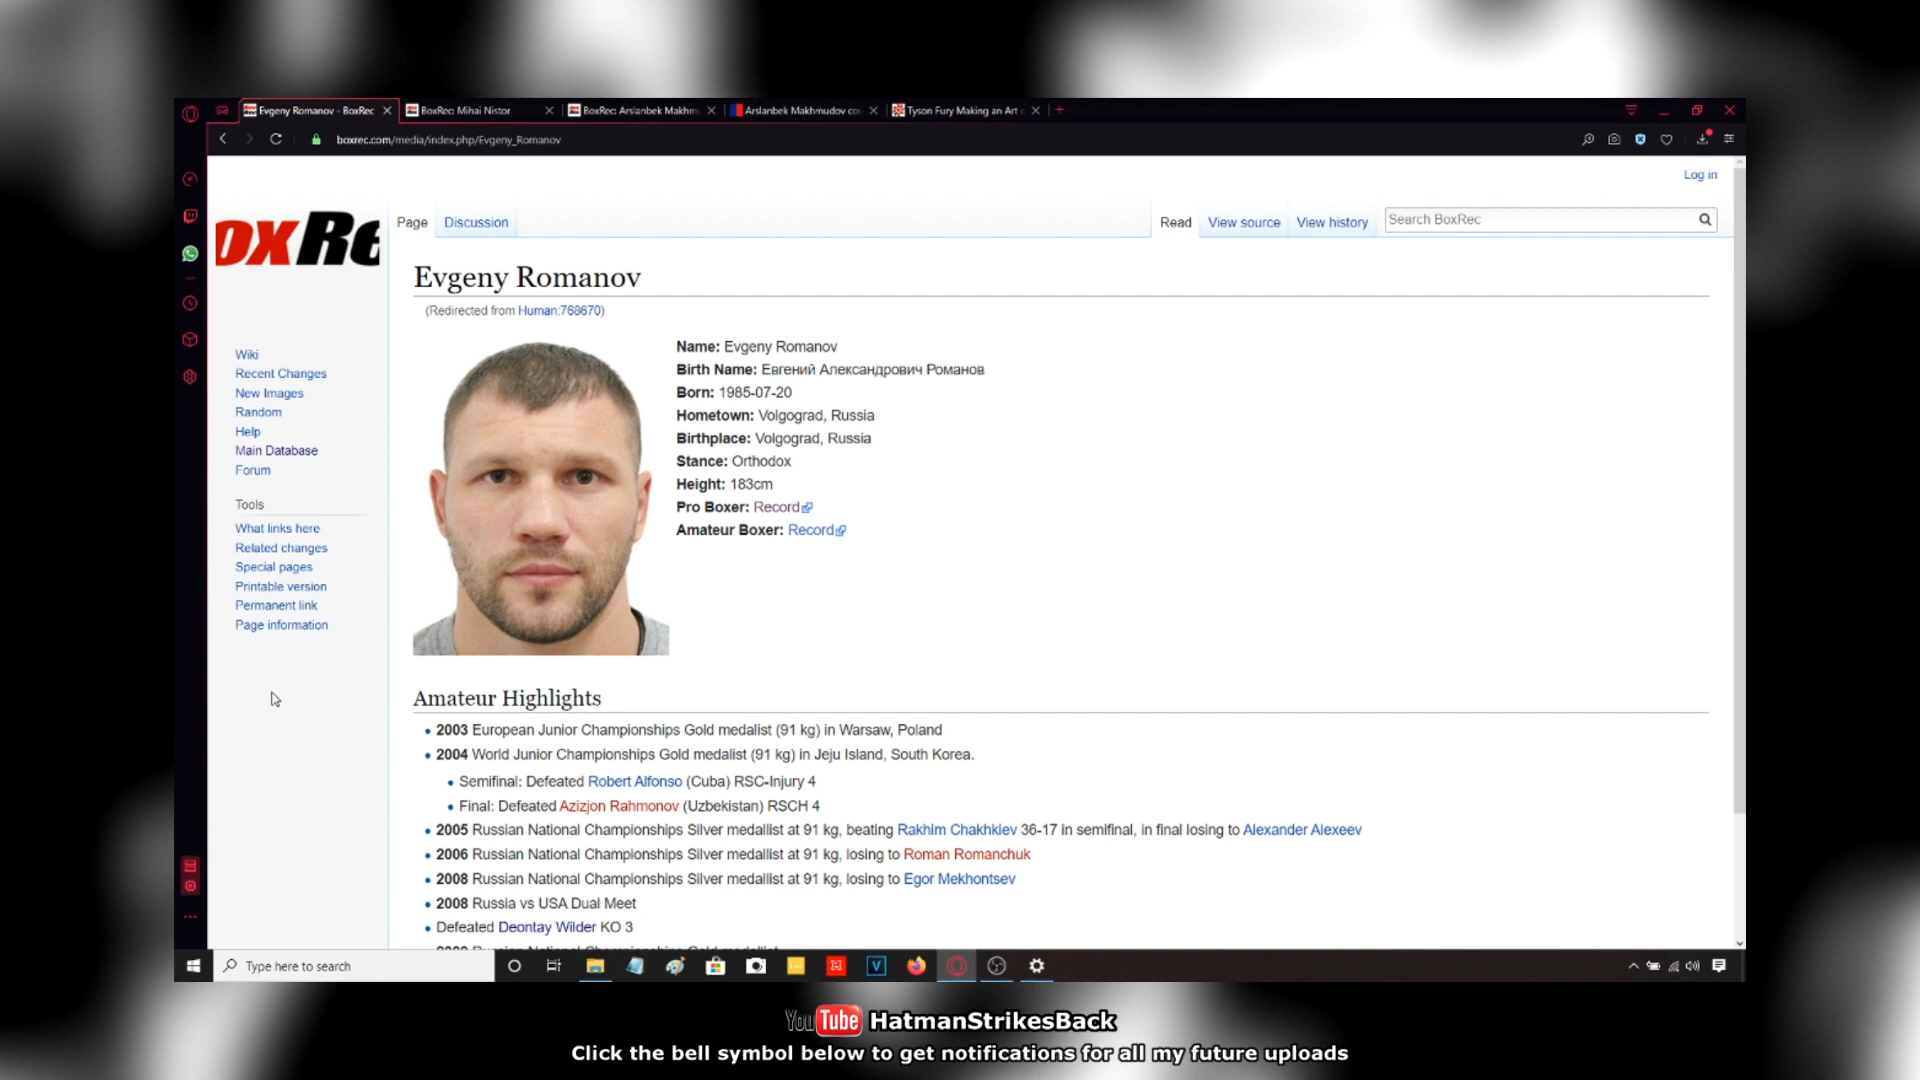 Evgeny Romanov - BoxRec
BoxRec: Mihai Nistor
BoxRec: Arslanbek Makhm
Arslanbek Makhmudov co
Tyson Fury Making an Art
boxrec.com/media/index.php/Evgeny_Romanov
Log in
oxRe
Page
Discussion
Read
View source
View history
Search BoxRec
Evgeny Romanov
(Redirected from Human:768670)
Wiki
Recent Changes
New Images
Random
Help
Main Database
Forum
Tools
What links here
Related changes
Special pages
Printable version
Permanent link
Page information
Name: Evgeny Romanov
Birth Name: Евгений Александрович Романов
Born: 1985-07-20
Hometown: Volgograd, Russia
Birthplace: Volgograd, Russia
Stance: Orthodox
Height: 183cm
Pro Boxer: Record
Amateur Boxer: Record
Amateur Highlights
2003 European Junior Championships Gold medalist (91 kg) in Warsaw, Poland
2004 World Junior Championships Gold medalist (91 kg) in Jeju Island, South Korea.
Semifinal: Defeated Robert Alfonso (Cuba) RSC-Injury 4
Final: Defeated Azizjon Rahmonov (Uzbekistan) RSCH 4
2005 Russian National Championships Silver medallist at 91 kg, beating Rakhim Chakhkiev 36-17 in semifinal, in final losing to Alexander Alexeev
2006 Russian National Championships Silver medallist at 91 kg, losing to Roman Romanchuk
2008 Russian National Championships Silver medallist at 91 kg, losing to Egor Mekhontsev
2008 Russia vs USA Dual Meet
Defeated Deontay Wilder KO 3
Type here to search
YouTube HatmanStrikesBack
Click the bell symbol below to get notifications for all my future uploads